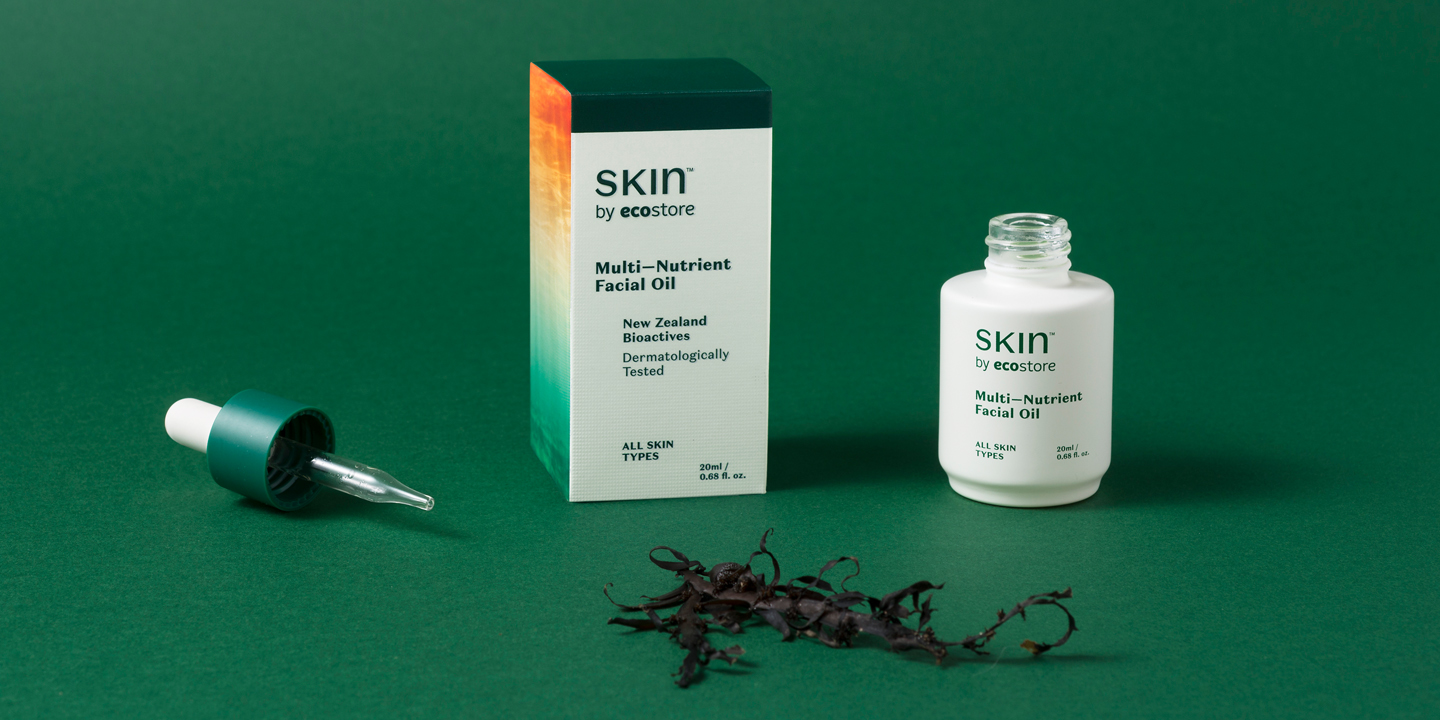 SKIN™
by ecostore
Multi—Nutrient
Facial Oil
New Zealand
Bioactives
Dermatologically
Tested
ALL SKIN
TYPES
20ml /
0.68 fl. oz.
SKIN™
by ecostore
Multi—Nutrient
Facial Oil
ALL SKIN
TYPES
20ml /
0.68 fl. oz.